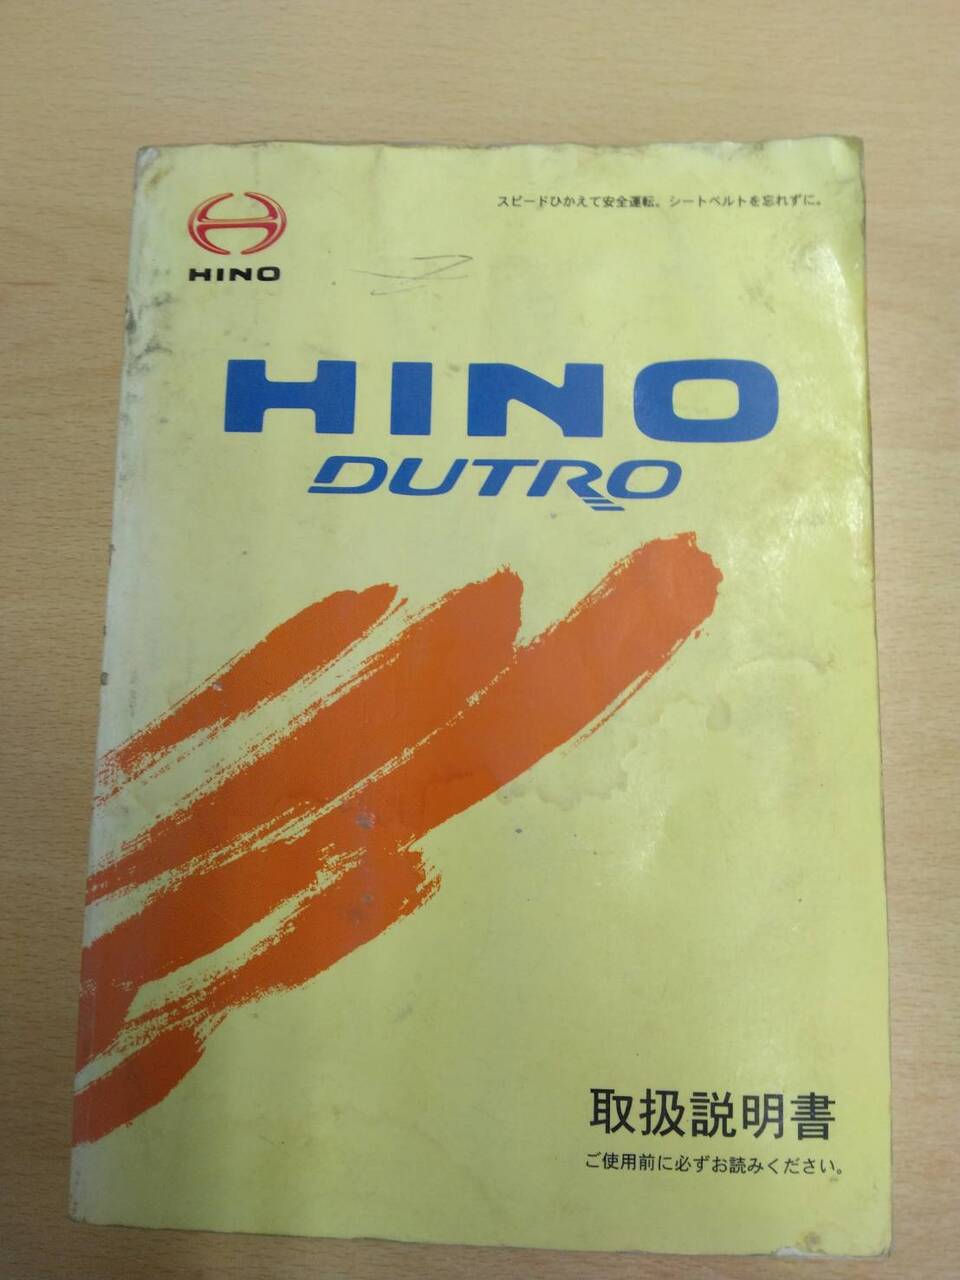 スピードひかえて安全運転。シートベルトを忘れずに。
HINO
HINO
DUTRO
取扱説明書
ご使用前に必ずお読みください。